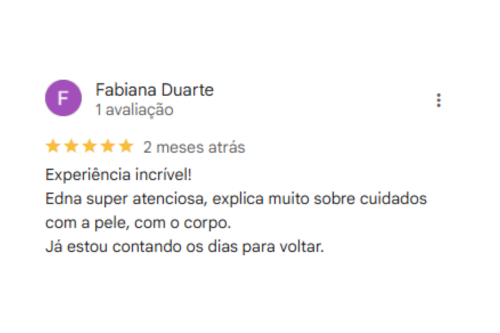 F
Fabiana Duarte
1 avaliação
2 meses atrás
Experiência incrível!
Edna super atenciosa, explica muito sobre cuidados
com a pele, com o corpo.
Já estou contando os dias para voltar.